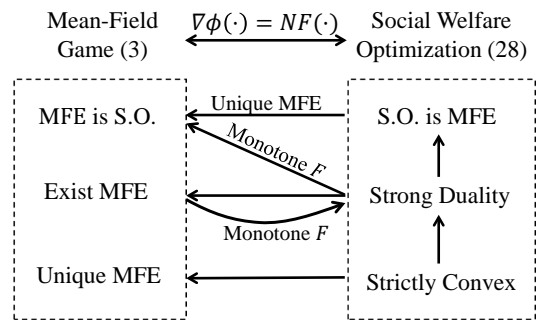 Mean-Field
Game (3)
∇ϕ(·) = NF(·)
Social Welfare
Optimization (28)
MFE is S.O.
Unique MFE
S.O. is MFE
Monotone F
Exist MFE
Strong Duality
Monotone F
Unique MFE
Strictly Convex